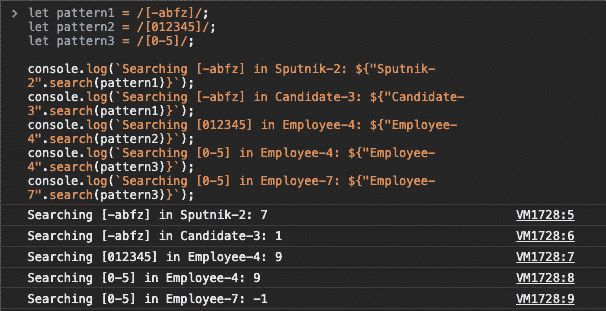 > let pattern1 = /[-abfz]/;
let pattern2 = /[012345]/;
let pattern3 = /[0-5]/;
console.log(`Searching [-abfz] in Sputnik-2: ${"Sputnik-
2".search(pattern1)}`);
console.log(`Searching [-abfz] in Candidate-3: ${"Candidate-
3".search(pattern1)}`);
console.log(`Searching [012345] in Employee-4: ${"Employee-
4".search(pattern2)}`);
console.log(`Searching [0-5] in Employee-4: ${"Employee-
4".search(pattern3)}`);
console.log(`Searching [0-5] in Employee-7: ${"Employee-
7".search(pattern3)}`);
Searching [-abfz] in Sputnik-2: 7 VM1728:5
Searching [-abfz] in Candidate-3: 1 VM1728:6
Searching [012345] in Employee-4: 9 VM1728:7
Searching [0-5] in Employee-4: 9 VM1728:8
Searching [0-5] in Employee-7: -1 VM1728:9